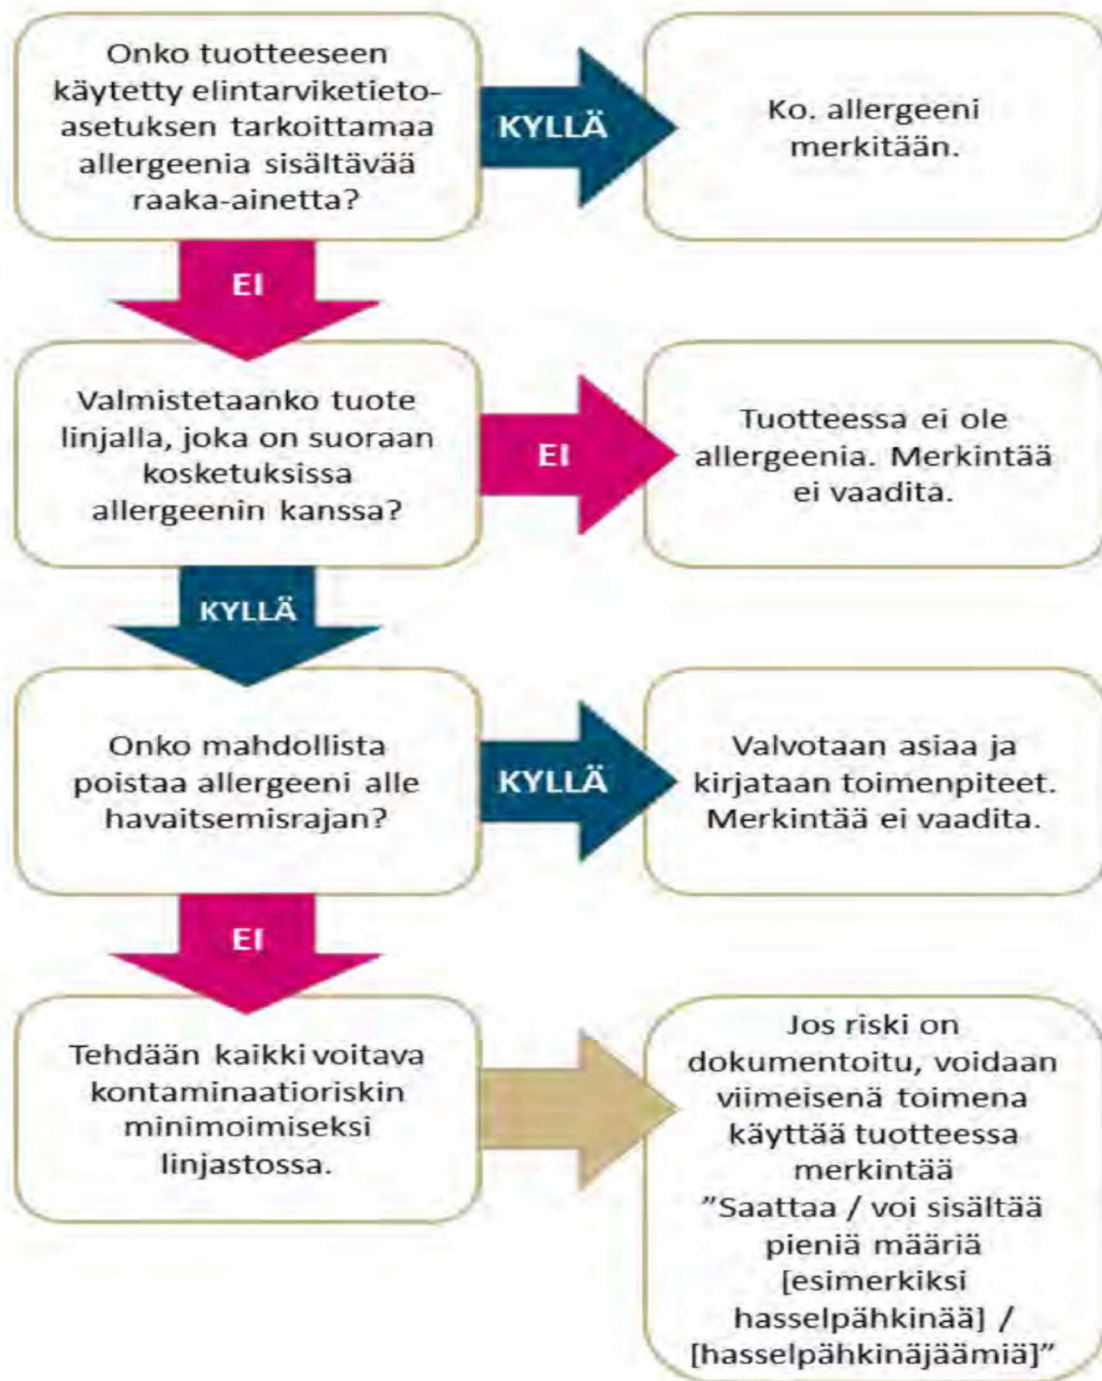 Onko tuotteeseen
käytetty elintarviketieto-
asetuksen tarkoittamaa
allergeenia sisältävää
raaka-ainetta?
KYLLÄ
Ko. allergeeni
merkitään.
EI
Valmistetaanko tuote
linjalla, joka on suoraan
kosketuksissa
allergeenin kanssa?
EI
Tuotteessa ei ole
allergeenia. Merkintää
ei vaadita.
KYLLÄ
Onko mahdollista
poistaa allergeeni alle
havaitsemisrajan?
KYLLÄ
Valvotaan asiaa ja
kirjataan toimenpiteet.
Merkintää ei vaadita.
EI
Tehdään kaikki voitava
kontaminaatioriskin
minimoimiseksi
linjastossa.
Jos riski on
dokumentoitu, voidaan
viimeisenä toimena
käyttää tuotteessa
merkintää
"Saattaa / voi sisältää
pieniä määriä
[esimerkiksi
hasselpähkinää] /
[hasselpähkinäjäämiä]"